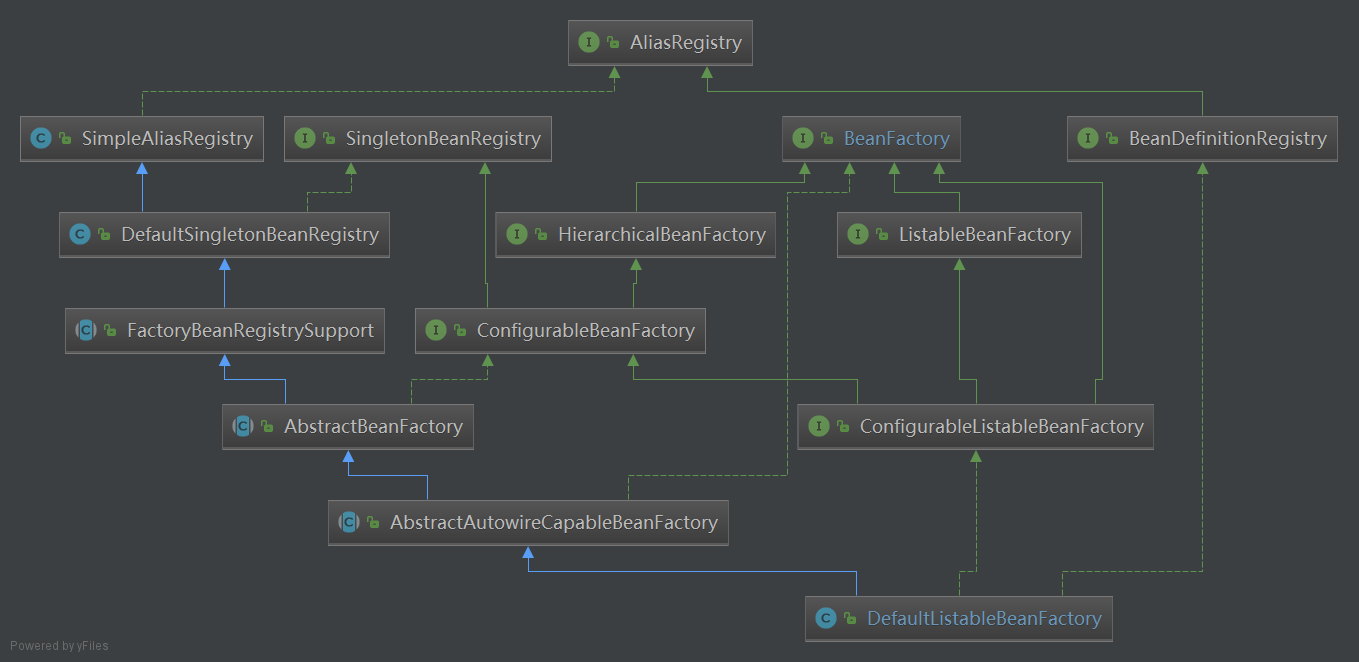 I AliasRegistry
C SimpleAliasRegistry
I SingletonBeanRegistry
I BeanFactory
I BeanDefinitionRegistry
C DefaultSingletonBeanRegistry
I HierarchicalBeanFactory
I ListableBeanFactory
C FactoryBeanRegistrySupport
I ConfigurableBeanFactory
C AbstractBeanFactory
I ConfigurableListableBeanFactory
C AbstractAutowireCapableBeanFactory
C DefaultListableBeanFactory
Powered by yFiles